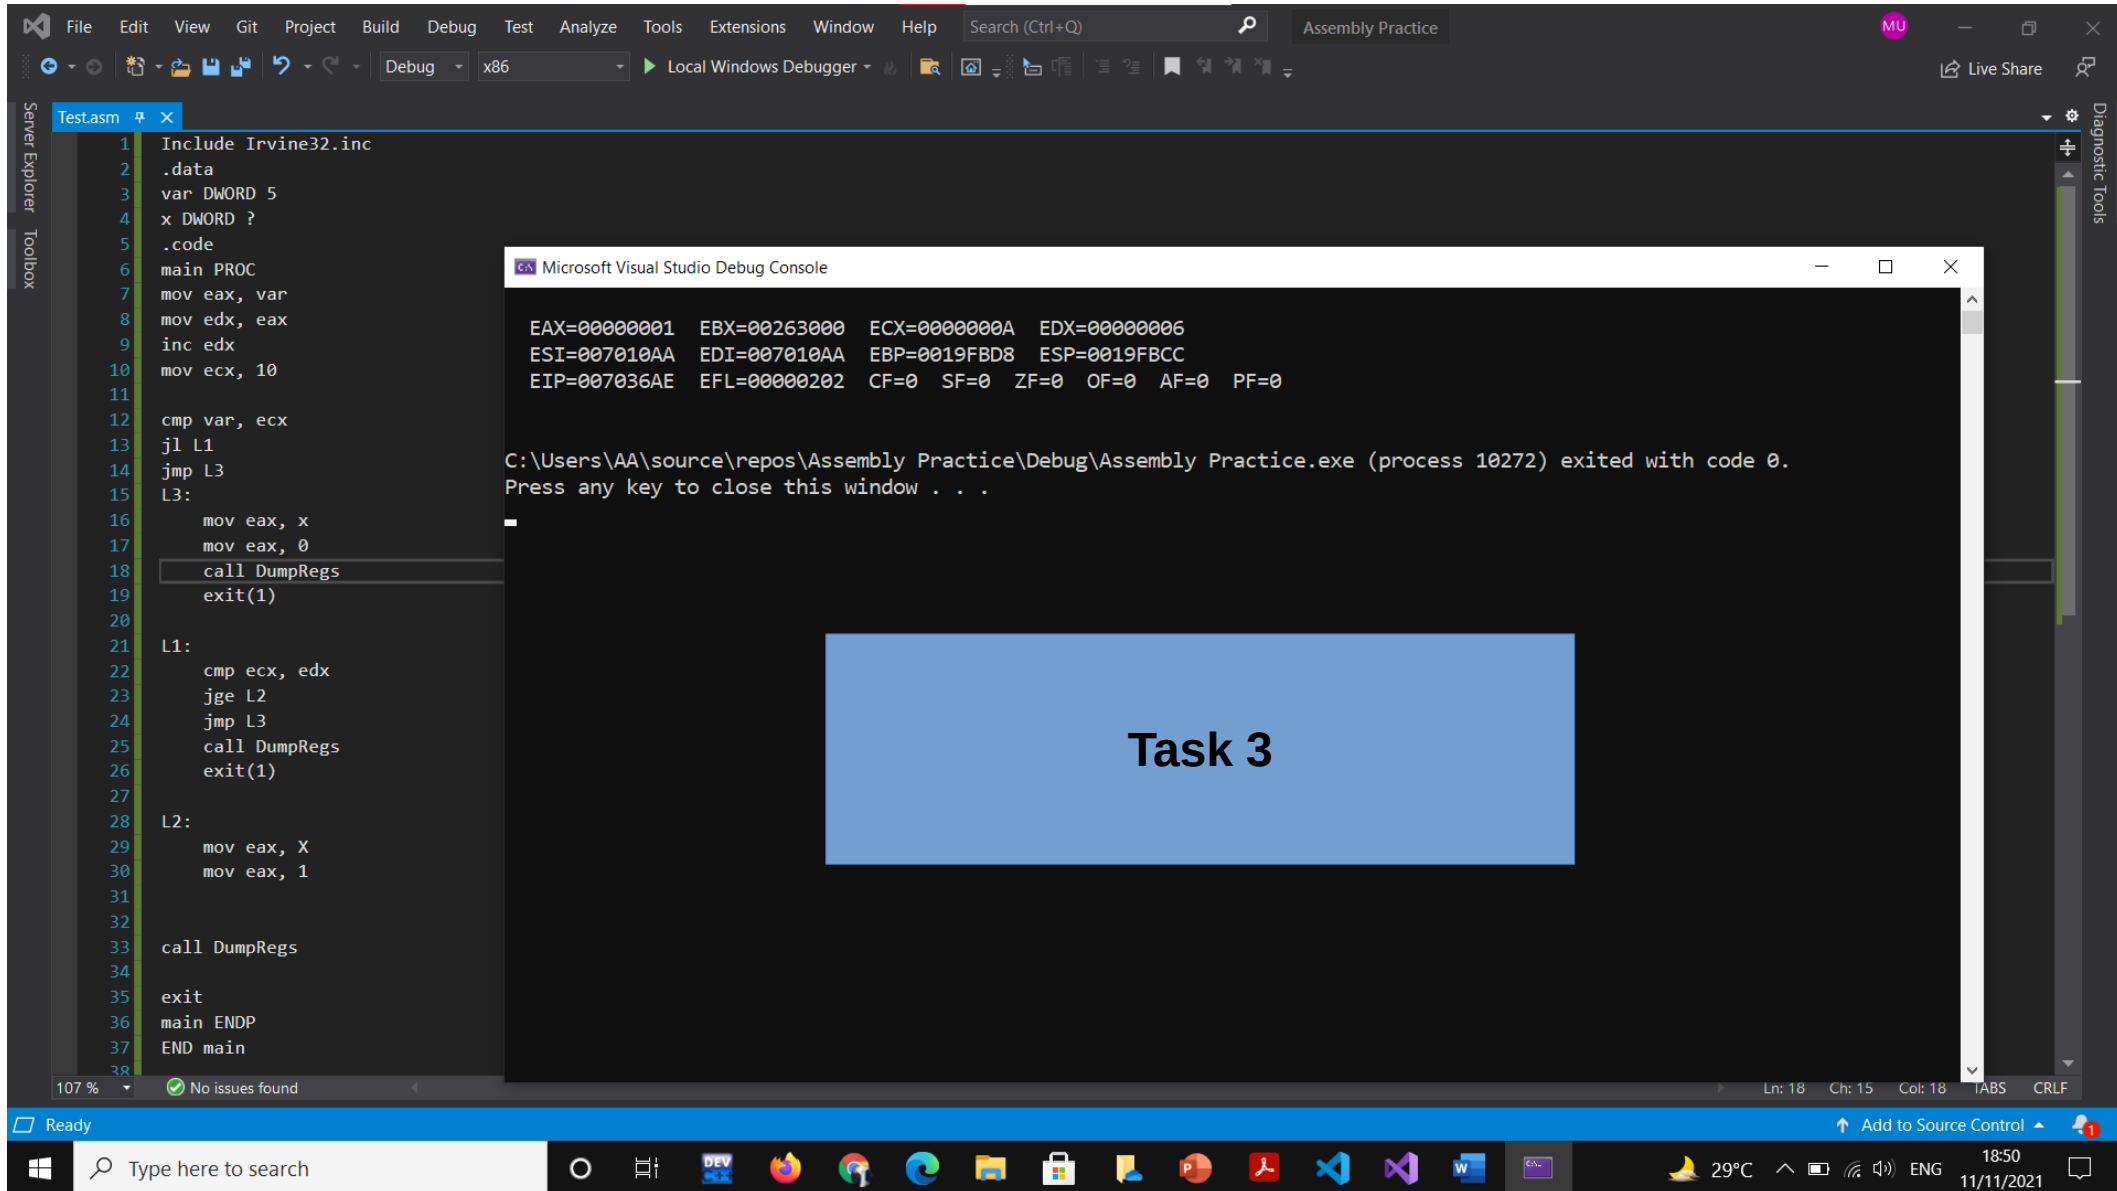 File Edit View Git Project Build Debug Test Analyze Tools Extensions Window Help Search (Ctrl+Q) Assembly Practice MU
Debug x86 Local Windows Debugger Live Share
Server Explorer
Toolbox
Diagnostic Tools
Test.asm
1 Include Irvine32.inc
2 .data
3 var DWORD 5
4 x DWORD ?
5 .code
6 main PROC
7 mov eax, var
8 mov edx, eax
9 inc edx
10 mov ecx, 10
11
12 cmp var, ecx
13 jl L1
14 jmp L3
15 L3:
16 mov eax, x
17 mov eax, 0
18 call DumpRegs
19 exit(1)
20
21 L1:
22 cmp ecx, edx
23 jge L2
24 jmp L3
25 call DumpRegs
26 exit(1)
27
28 L2:
29 mov eax, X
30 mov eax, 1
31
32
33 call DumpRegs
34
35 exit
36 main ENDP
37 END main
38
Microsoft Visual Studio Debug Console
EAX=00000001 EBX=00263000 ECX=0000000A EDX=00000006
ESI=007010AA EDI=007010AA EBP=0019FBD8 ESP=0019FBCC
EIP=007036AE EFL=00000202 CF=0 SF=0 ZF=0 OF=0 AF=0 PF=0
C:\Users\AA\source\repos\Assembly Practice\Debug\Assembly Practice.exe (process 10272) exited with code 0.
Press any key to close this window . . .
Task 3
107 % No issues found Ln: 18 Ch: 15 Col: 18 TABS CRLF
Ready Add to Source Control 1
Type here to search DEV C++ P W C:\. 29°C ENG 18:50
11/11/2021